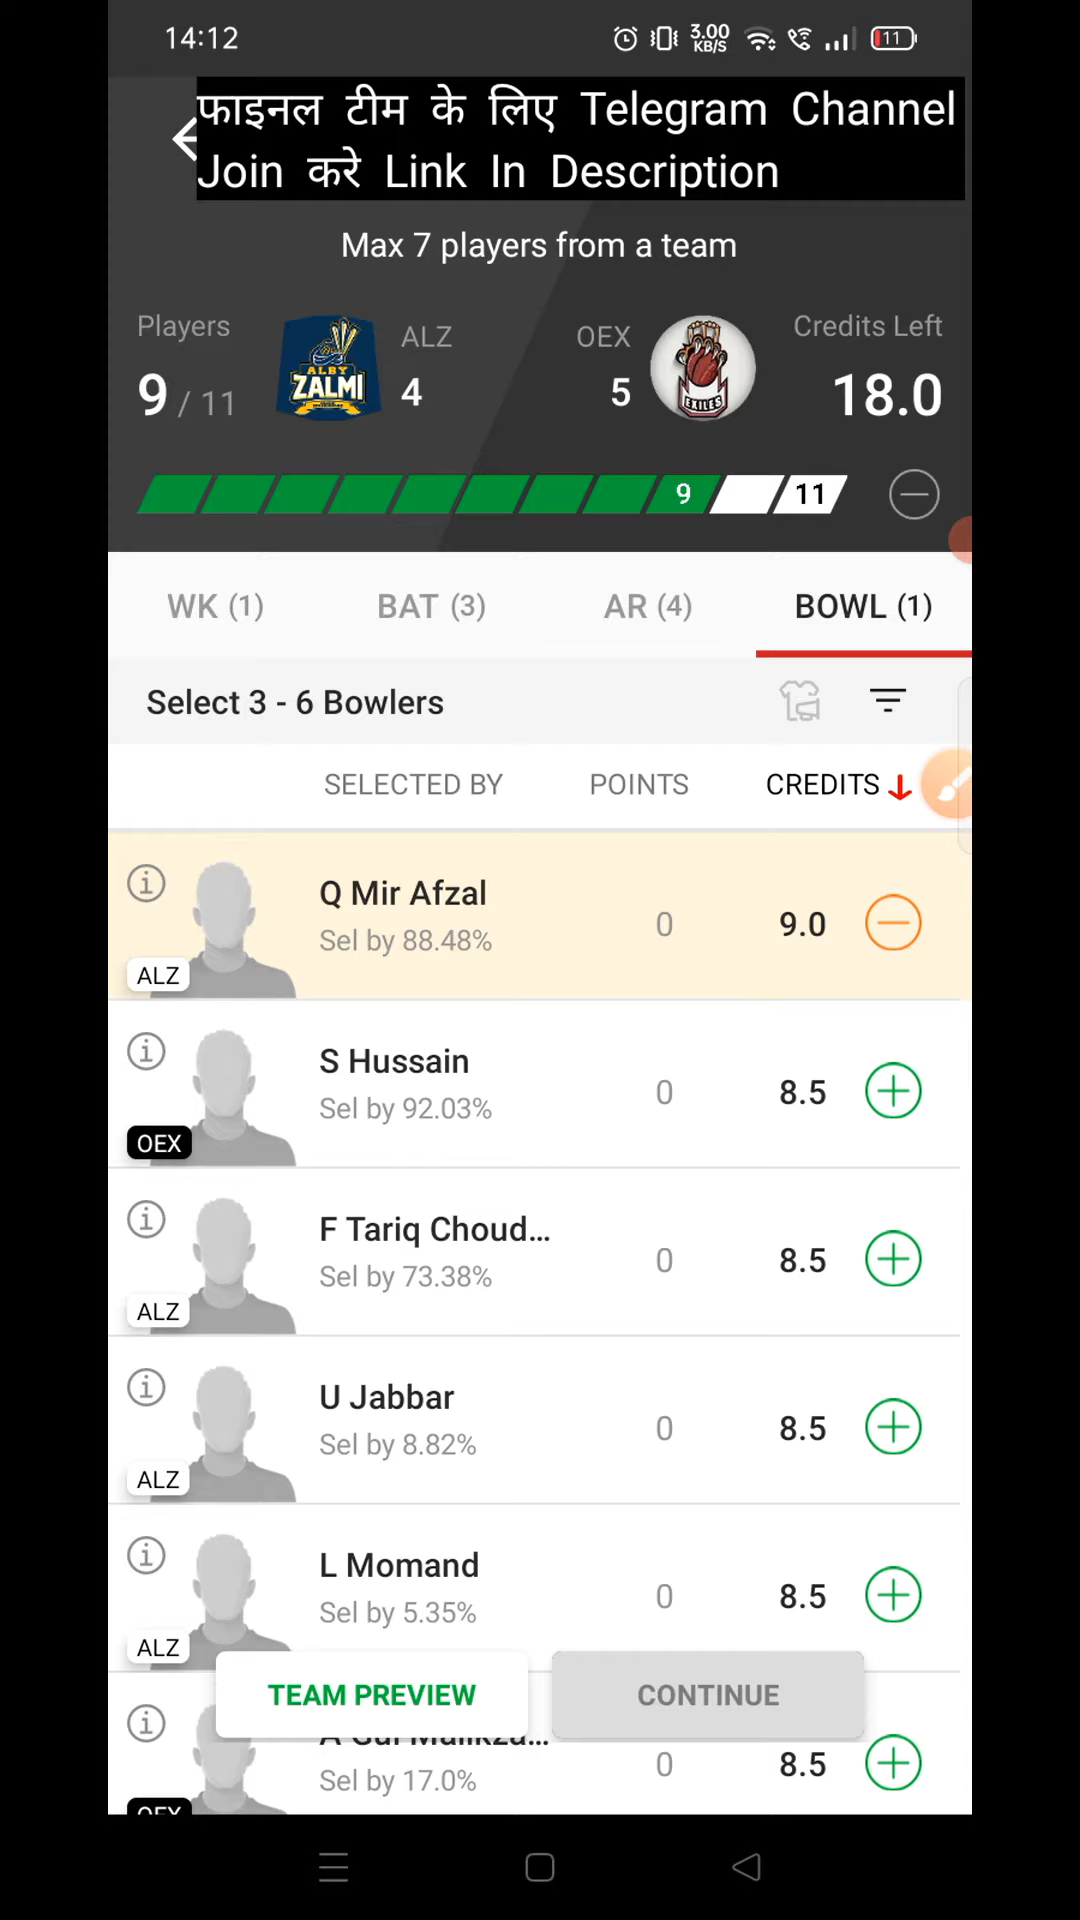 14:12
3.00
KB/S
11
फाइनल टीम के लिए Telegram Channel
Join करे Link In Description
Max 7 players from a team
Players
ALZ
OEX
Credits Left
9 / 11
ALBY
ZALMI
4
5
EXILES
18.0
9
11
WK (1)
BAT (3)
AR (4)
BOWL (1)
Select 3 - 6 Bowlers
SELECTED BY
POINTS
CREDITS
Q Mir Afzal
Sel by 88.48%
0
9.0
ALZ
S Hussain
Sel by 92.03%
0
8.5
OEX
F Tariq Choud...
Sel by 73.38%
0
8.5
ALZ
U Jabbar
Sel by 8.82%
0
8.5
ALZ
L Momand
Sel by 5.35%
0
8.5
ALZ
TEAM PREVIEW
CONTINUE
Sel by 17.0%
0
8.5
OEX